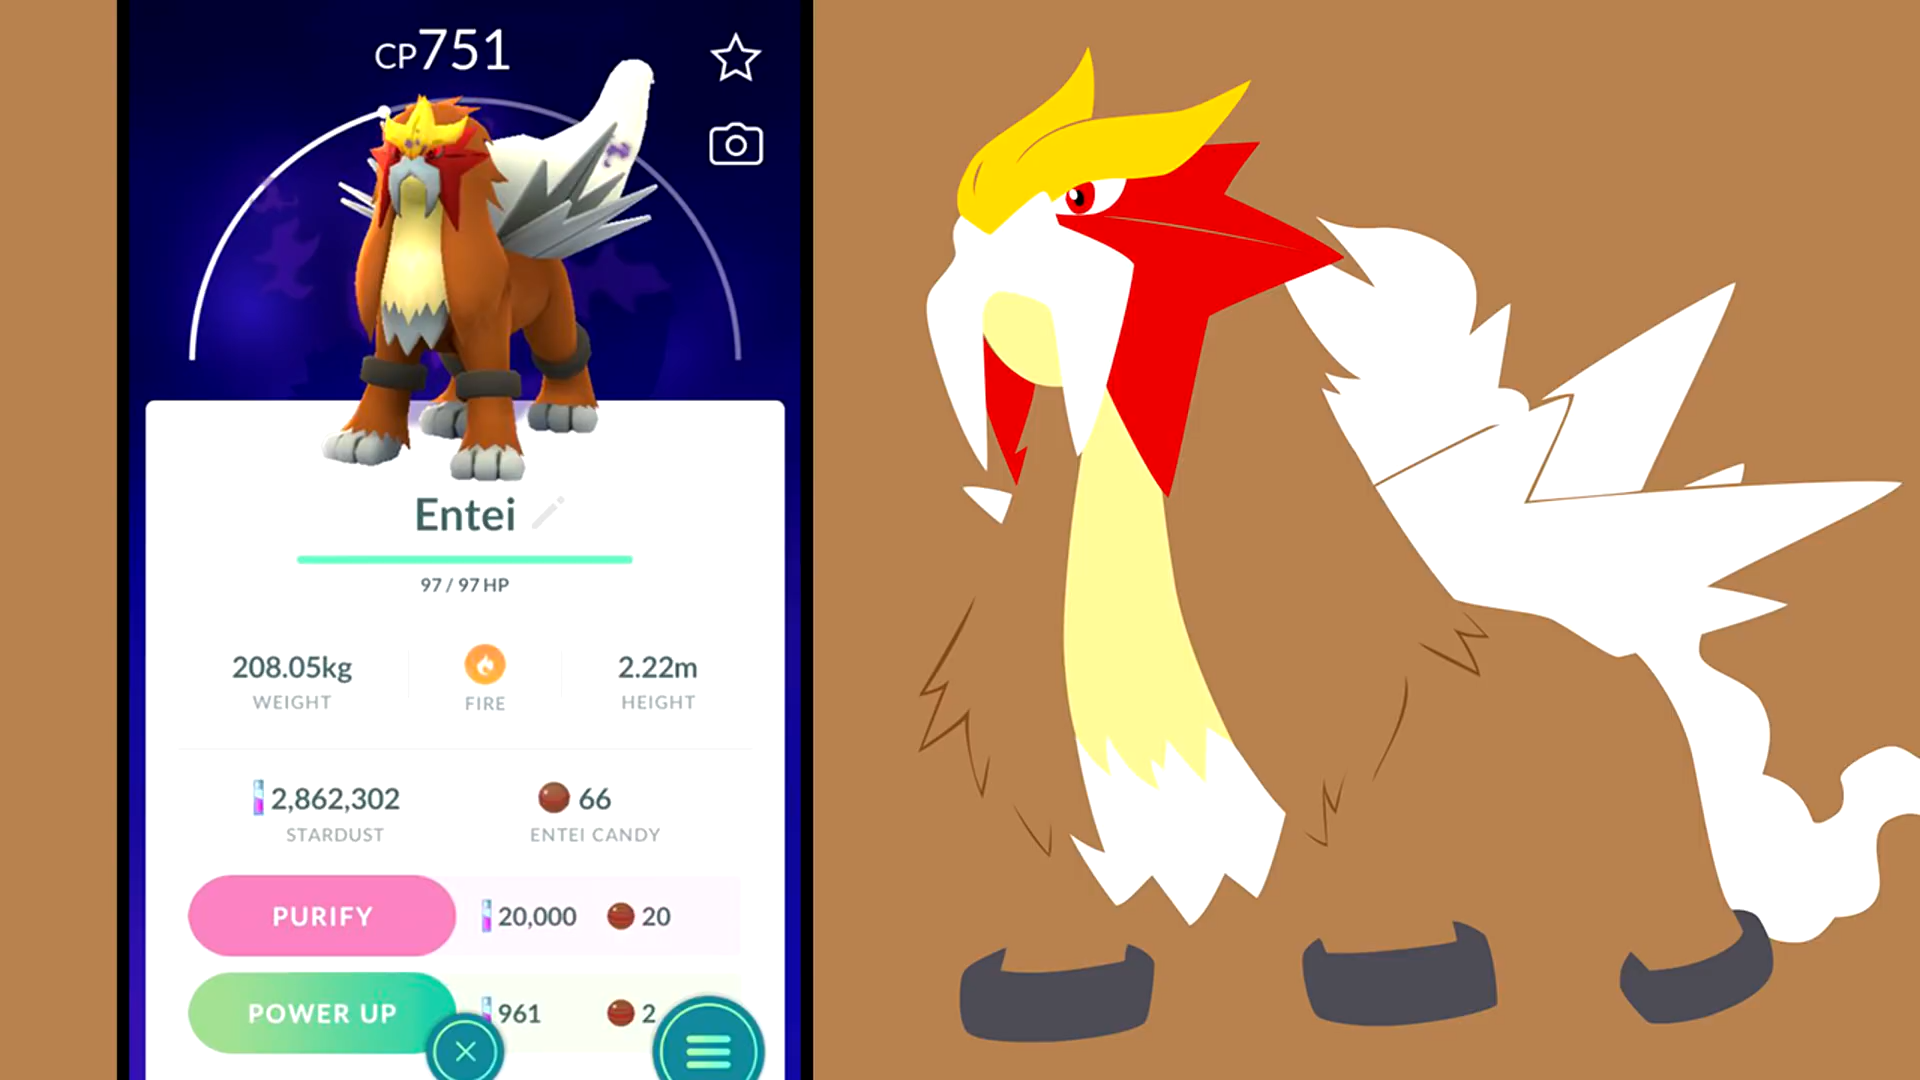 CP751
Entei
97 / 97 HP
208.05kg
WEIGHT
FIRE
2.22m
HEIGHT
2,862,302
STARDUST
66
ENTEI CANDY
PURIFY
20,000
20
POWER UP
961
2